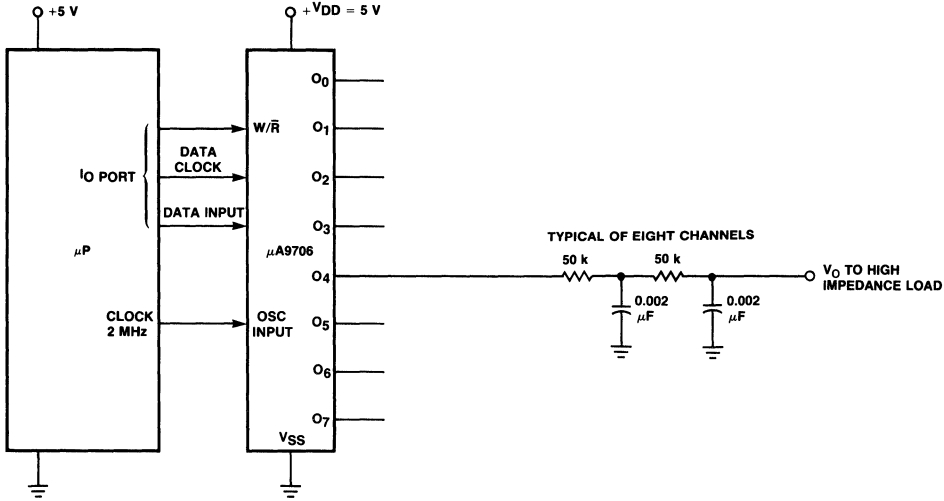 +5 V
+VDD = 5 V
O0
W/R̅
O1
DATA
CLOCK
IO PORT
O2
DATA INPUT
O3
TYPICAL OF EIGHT CHANNELS
μP
μA9706
50 k
50 k
O4
VO TO HIGH
IMPEDANCE LOAD
0.002
μF
0.002
μF
CLOCK
2 MHz
OSC
INPUT
O5
O6
O7
VSS